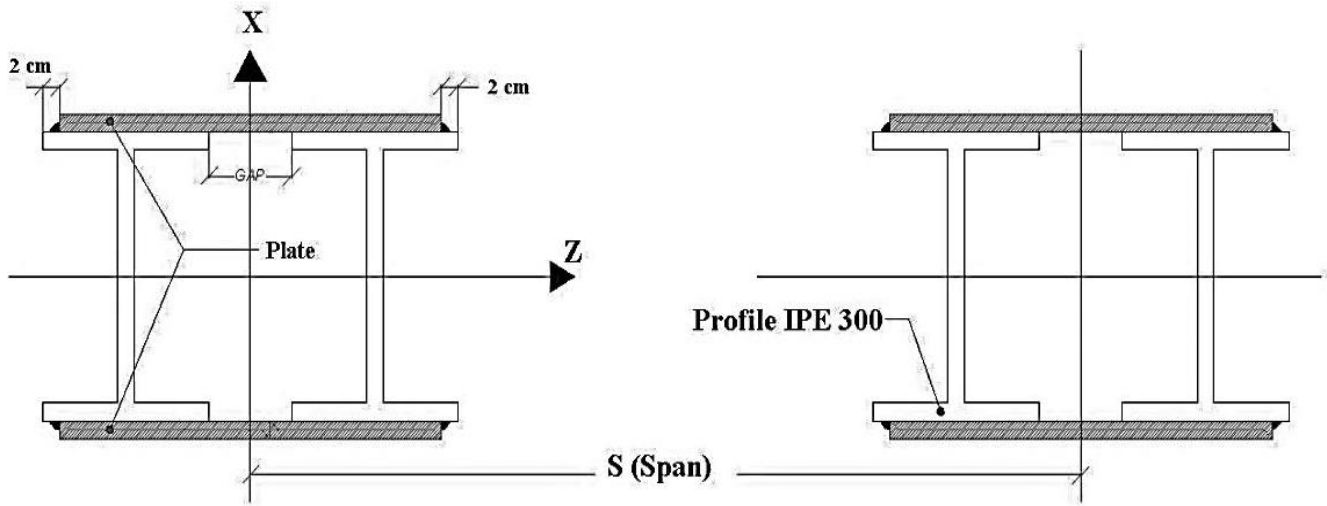 X
2 cm
2 cm
GAP
Plate
Z
Profile IPE 300
S (Span)